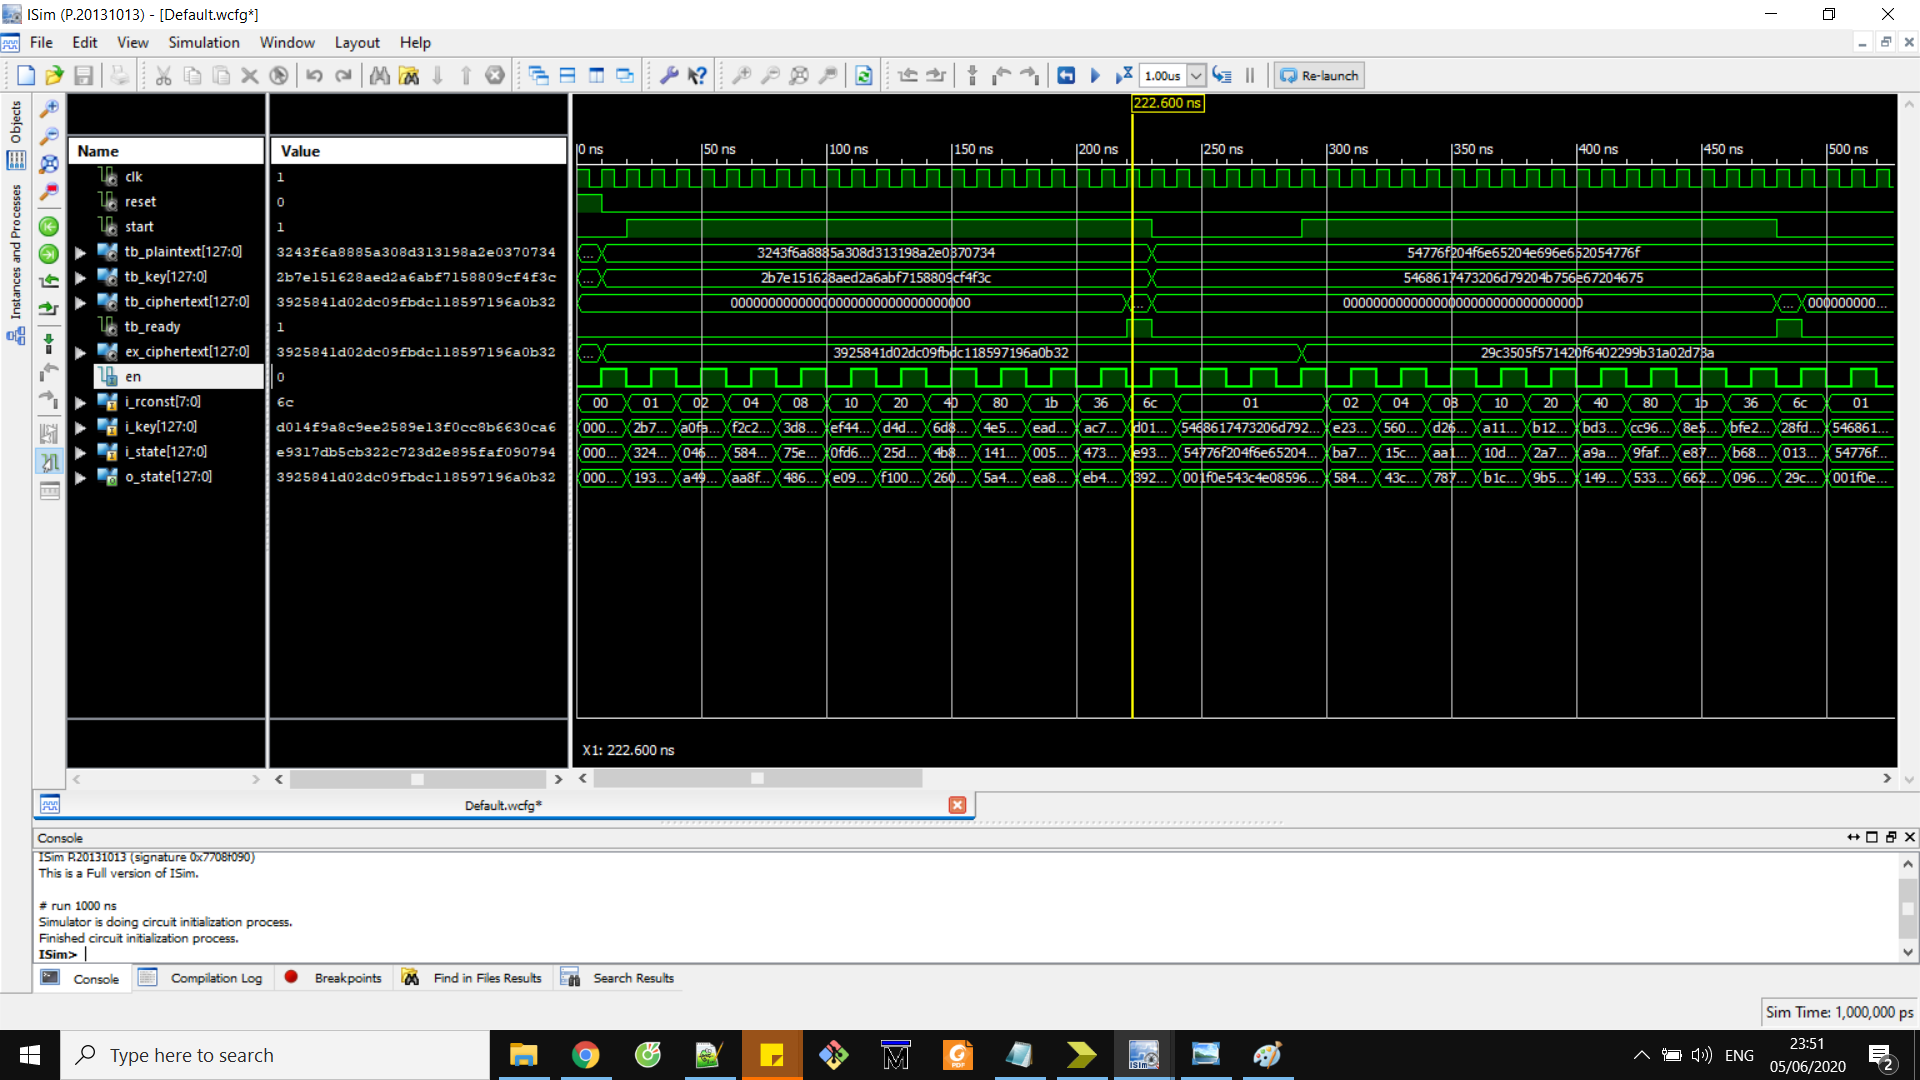 ISim (P.20131013) - [Default.wcfg*]
File Edit View Simulation Window Layout Help
1.00us Re-launch
Objects
Instances and Processes
222.600 ns
Name Value
0 ns 50 ns 100 ns 150 ns 200 ns 250 ns 300 ns 350 ns 400 ns 450 ns 500 ns
clk 1
reset 0
start 1
tb_plaintext[127:0] 3243f6a8885a308d313198a2e0370734 ... 3243f6a8885a308d313198a2e0370734 54776f204f6e65204e696e652054776f
tb_key[127:0] 2b7e151628aed2a6abf7158809cf4f3c ... 2b7e151628aed2a6abf7158809cf4f3c 5468617473206d79204b756e67204675
tb_ciphertext[127:0] 3925841d02dc09fbdc118597196a0b32 00000000000000000000000000000000 ... 00000000000000000000000000000000 ... 000000000...
tb_ready 1
ex_ciphertext[127:0] 3925841d02dc09fbdc118597196a0b32 ... 3925841d02dc09fbdc118597196a0b32 29c3505f571420f6402299b31a02d73a
en 0
i_rconst[7:0] 6c 00 01 02 04 08 10 20 40 80 1b 36 6c 01 02 04 08 10 20 40 80 1b 36 6c 01
i_key[127:0] d014f9a8c9ee2589e13f0cc8b6630ca6 000... 2b7... a0fa... f2c2... 3d8... ef44... d4d... 6d8... 4e5... ead... ac7... d01... 5468617473206d792... e23... 560... d26... a11... b12... bd3... cc96... 8e5... bfe2... 28fd... 546861...
i_state[127:0] e9317db5cb322c723d2e895faf090794 000... 324... 046... 584... 75e... 0fd6... 25d... 4b8... 141... 005... 473... e93... 54776f204f6e65204... ba7... 15c... aa1... 10d... 2a7... a9a... 9faf... e87... b68... 013... 54776f...
o_state[127:0] 3925841d02dc09fbdc118597196a0b32 000... 193... a49... aa8f... 486... e09... f100... 260... 5a4... ea8... eb4... 392... 001f0e543c4e08596... 584... 43c... 787... b1c... 9b5... 149... 533... 662... 096... 29c... 001f0e...
X1: 222.600 ns
Default.wcfg*
Console
ISim P.20131013 (signature 0x7708f090)
This is a Full version of ISim.
# run 1000 ns
Simulator is doing circuit initialization process.
Finished circuit initialization process.
ISim>
Console Compilation Log Breakpoints Find in Files Results Search Results
Sim Time: 1,000,000 ps
Type here to search
ENG
23:51
05/06/2020
2